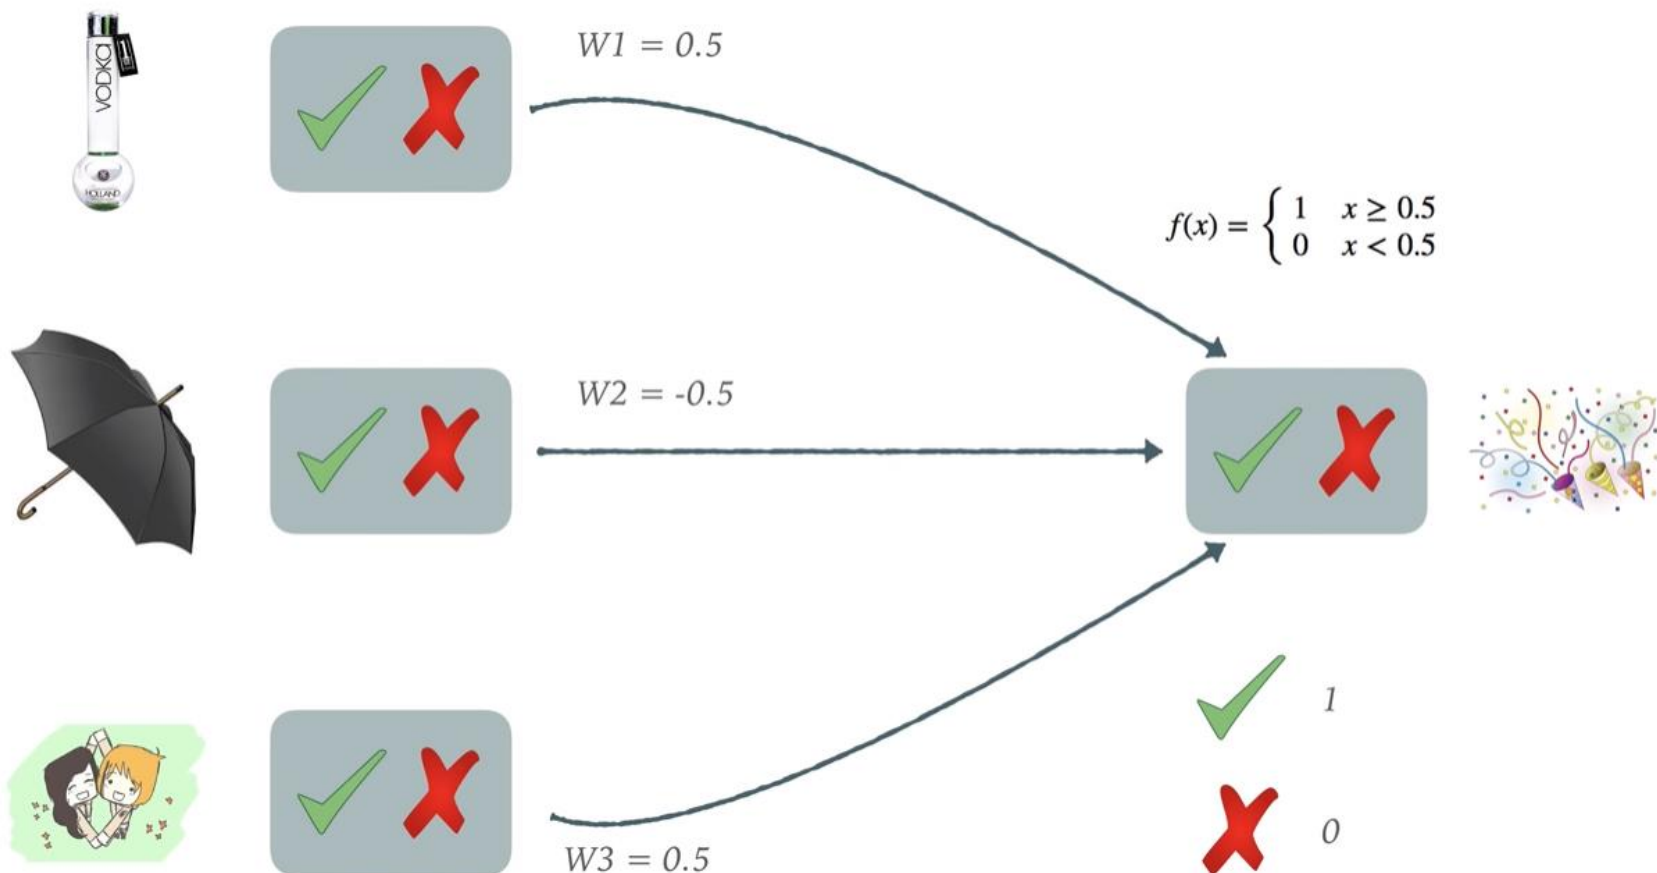 VODKA
HOLLAND
W1 = 0.5
f(x) = { 1 x ≥ 0.5
0 x < 0.5
W2 = -0.5
1
0
W3 = 0.5